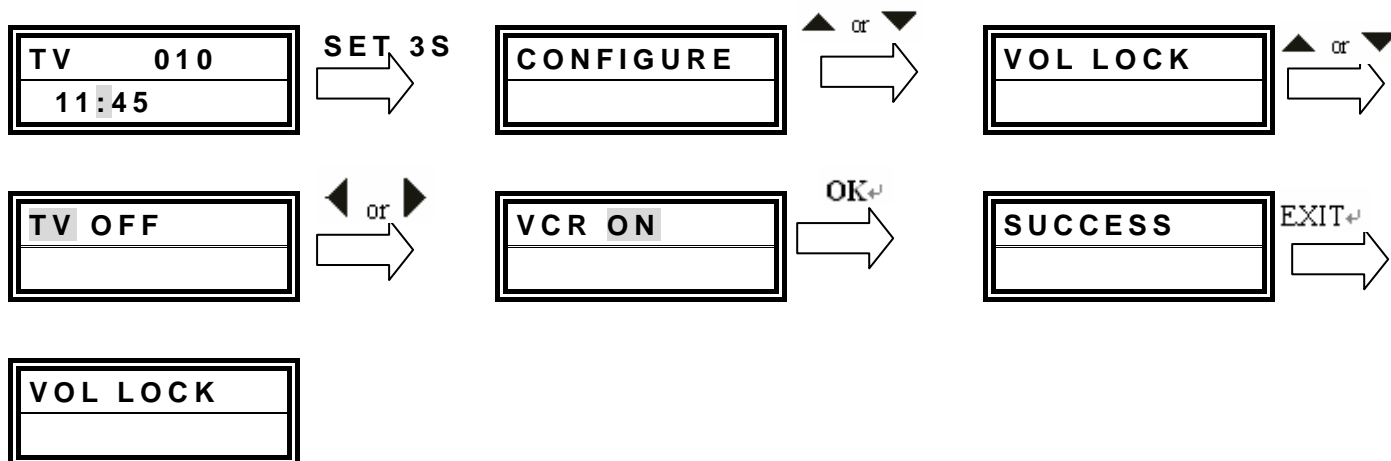 TV 010
11:45
SET 3S
CONFIGURE
▲ or ▼
VOL LOCK
▲ or ▼
TV OFF
◀ or ▶
VCR ON
OK↵
SUCCESS
EXIT↵
VOL LOCK